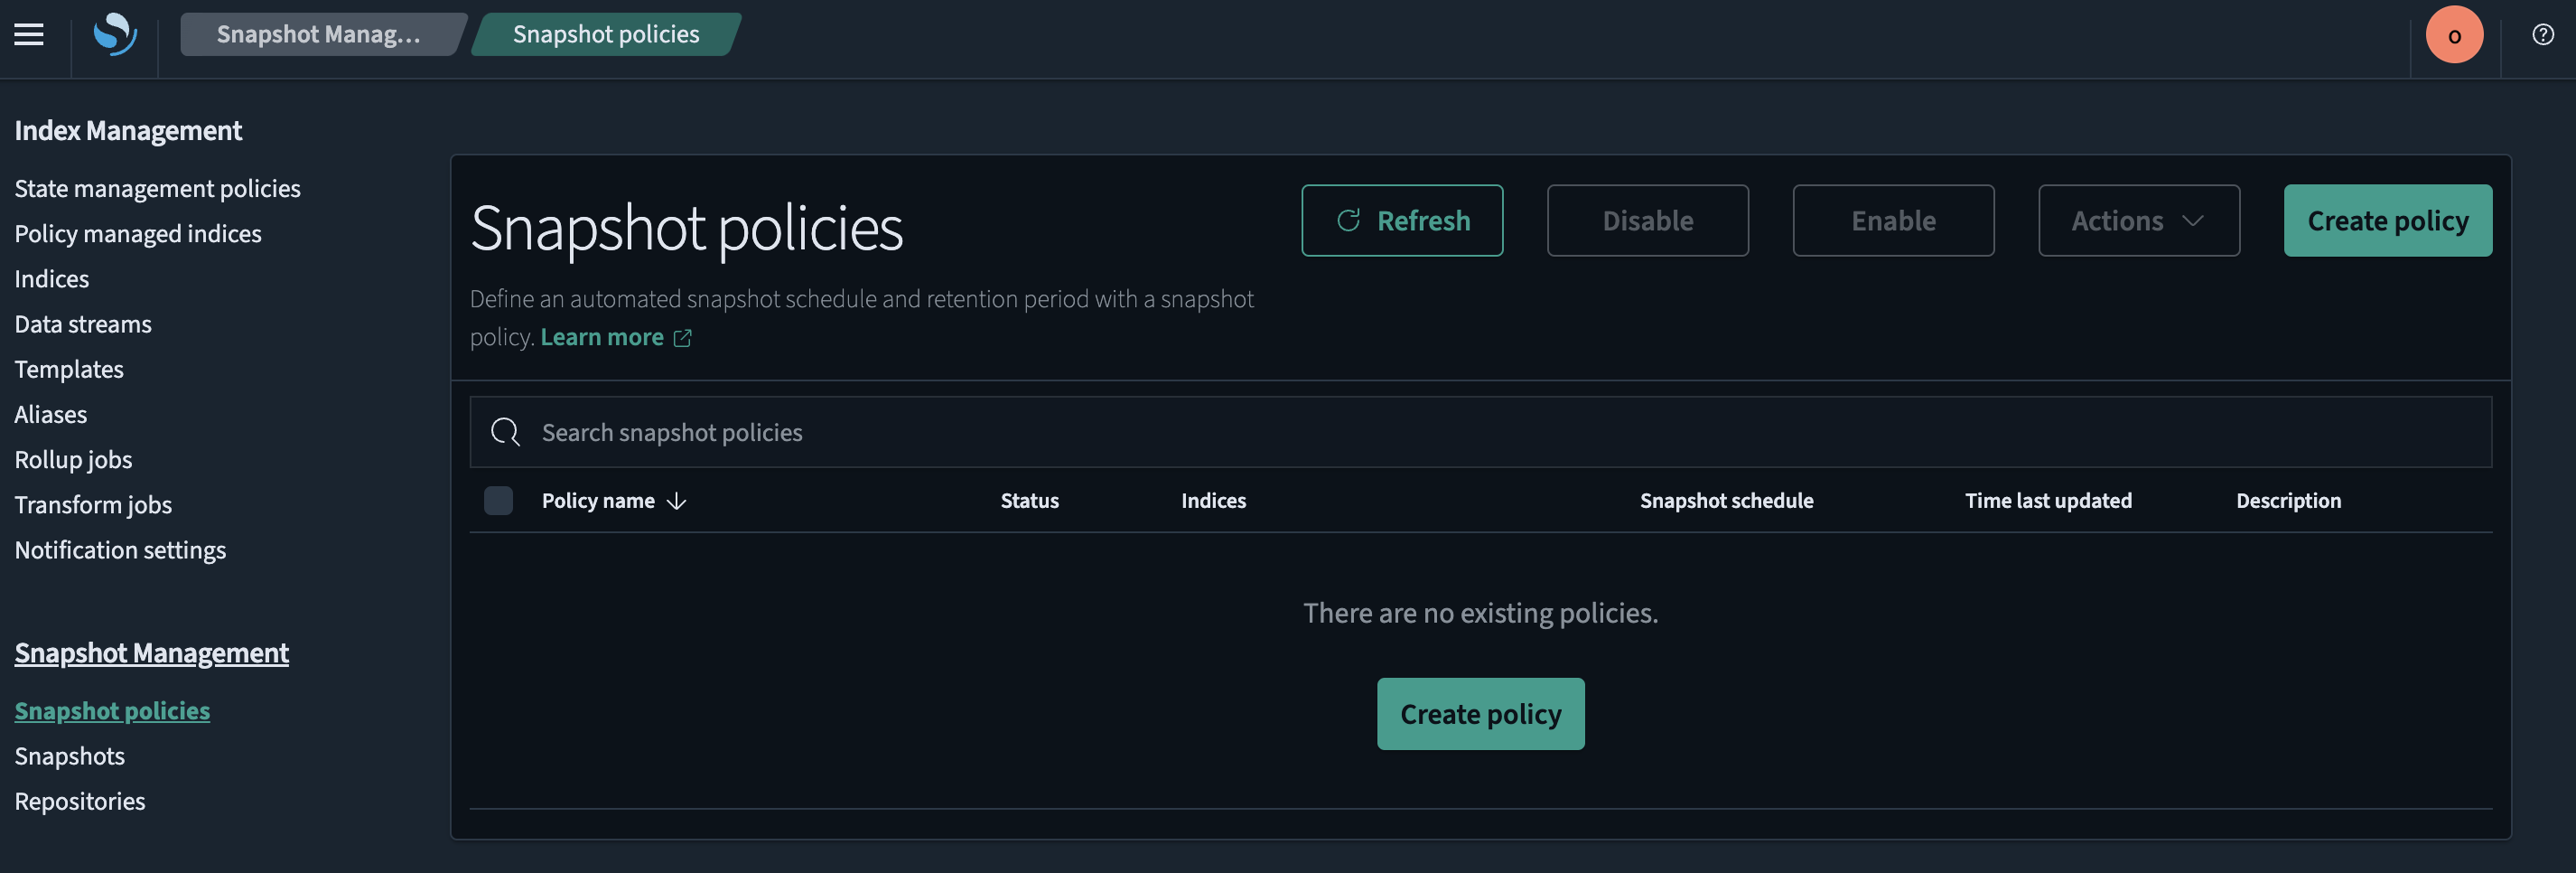 Snapshot Manag...
Snapshot policies
o
Index Management
State management policies
Policy managed indices
Indices
Data streams
Templates
Aliases
Rollup jobs
Transform jobs
Notification settings
Snapshot Management
Snapshot policies
Snapshots
Repositories
Snapshot policies
Refresh
Disable
Enable
Actions
Create policy
Define an automated snapshot schedule and retention period with a snapshot
policy. Learn more
Search snapshot policies
Policy name
Status
Indices
Snapshot schedule
Time last updated
Description
There are no existing policies.
Create policy